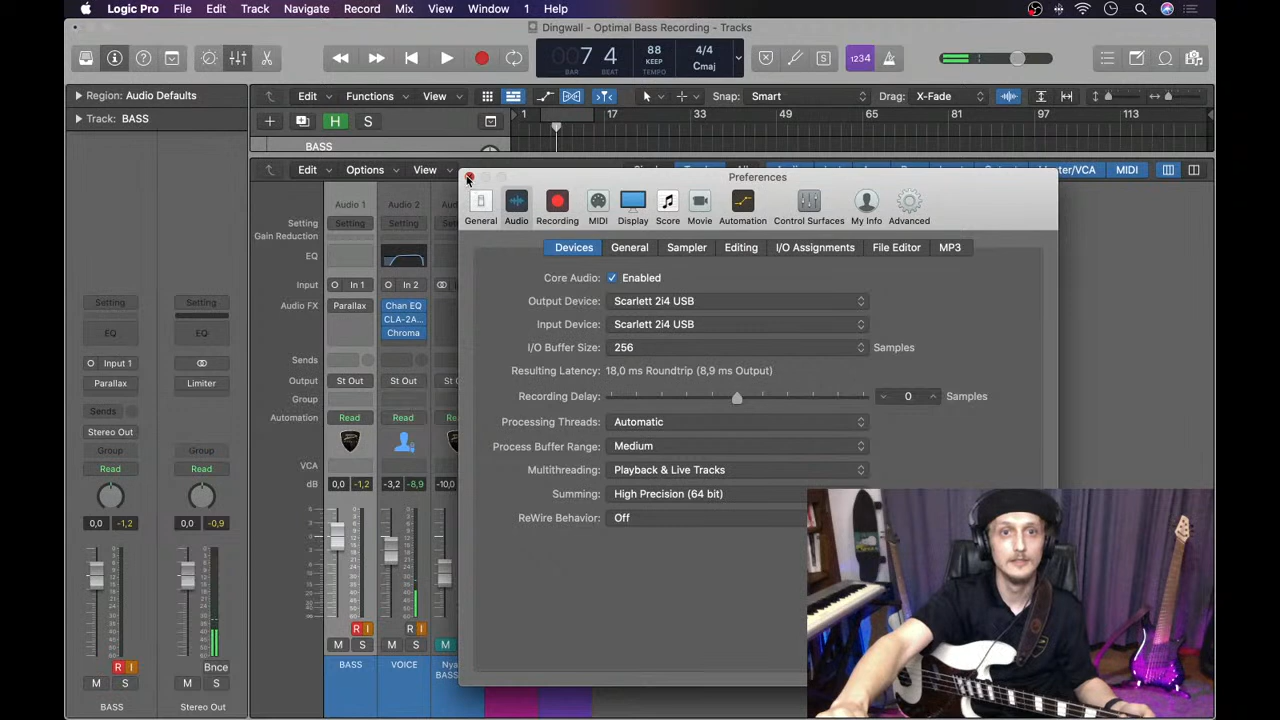 Logic Pro File Edit Track Navigate Record Mix View Window 1 Help
Dingwall - Optimal Bass Recording - Tracks
007 4 88 4/4
KEEP Cmaj
BAR BEAT TEMPO
1234
Region: Audio Defaults
Edit Functions View Snap: Smart Drag: X-Fade
Track: BASS
H S
17 33 49 65 81 97 113
BASS
Edit Options View MIDI
Preferences
General Audio Recording MIDI Display Score Movie Automation Control Surfaces My Info Advanced
Devices General Sampler Editing I/O Assignments File Editor MP3
Core Audio: Enabled
Output Device: Scarlett 2i4 USB
Input Device: Scarlett 2i4 USB
I/O Buffer Size: 256 Samples
Resulting Latency: 18,0 ms Roundtrip (8,9 ms Output)
Recording Delay: 0 Samples
Processing Threads: Automatic
Process Buffer Range: Medium
Multithreading: Playback & Live Tracks
Summing: High Precision (64 bit)
ReWire Behavior: Off
Audio 1 Audio 2
Setting Setting Setting
Gain Reduction
EQ
Input In 1 In 2
Audio FX Parallax Chan EQ
CLA-2A...
Chroma
Sends
Output St Out St Out
Group
Automation Read Read
VCA
dB 0,0 -1,2 -3,2 -8,9 -10,0
R I R I
M S M S M
BASS VOICE Nya
BASS
Setting Setting
EQ EQ
Input 1
Parallax Limiter
Sends
Stereo Out
Group Group
Read Read
0,0 -1,2 0,0 -0,9
R I Bnce
M S M S
BASS Stereo Out